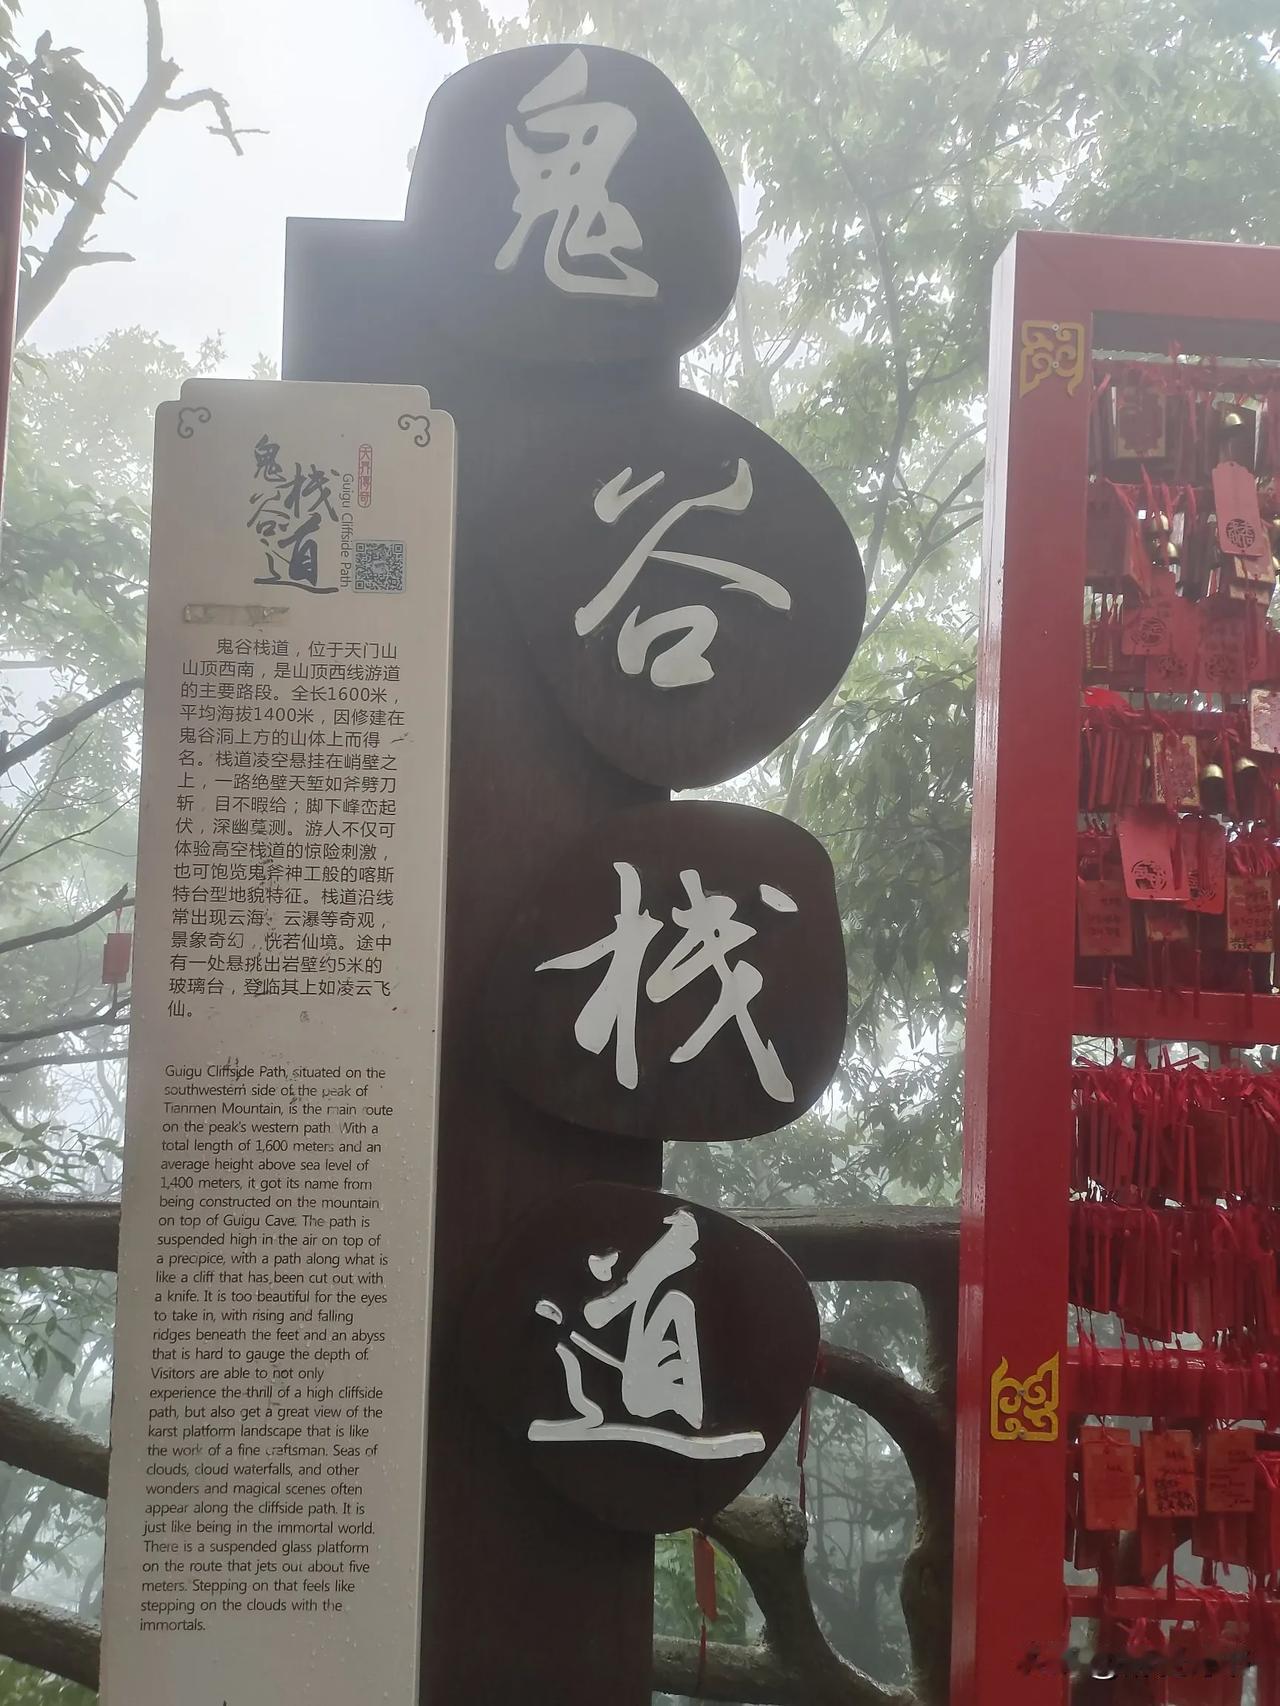 鬼
谷
栈
道
鬼谷栈道
天界传奇
Guigu Cliffside Path
鬼谷栈道，位于天门山
山顶西南，是山顶西线游道
的主要路段。全长1600米，
平均海拔1400米，因修建在
鬼谷洞上方的山体上而得
名。栈道凌空悬挂在峭壁之
上，一路绝壁天堑如斧劈刀
斩，目不暇给；脚下峰峦起
伏，深幽莫测。游人不仅可
体验高空栈道的惊险刺激，
也可饱览鬼斧神工般的喀斯
特台型地貌特征。栈道沿线
常出现云海、云瀑等奇观，
景象奇幻，恍若仙境。途中
有一处悬挑出岩壁约5米的
玻璃台，登临其上如凌云飞
仙。
Guigu Cliffside Path, situated on the
southwestern side of the peak of
Tianmen Mountain, is the main route
on the peak's western path. With a
total length of 1,600 meters and an
average height above sea level of
1,400 meters, it got its name from
being constructed on the mountain
on top of Guigu Cave. The path is
suspended high in the air on top of
a precipice, with a path along what is
like a cliff that has been cut out with
a knife. It is too beautiful for the eyes
to take in, with rising and falling
ridges beneath the feet and an abyss
that is hard to gauge the depth of.
Visitors are able to not only
experience the thrill of a high cliffside
path, but also get a great view of the
karst platform landscape that is like
the work of a fine craftsman. Seas of
clouds, cloud waterfalls, and other
wonders and magical scenes often
appear along the cliffside path. It is
just like being in the immortal world.
There is a suspended glass platform
on the route that jets out about five
meters. Stepping on that feels like
stepping on the clouds with the
immortals.